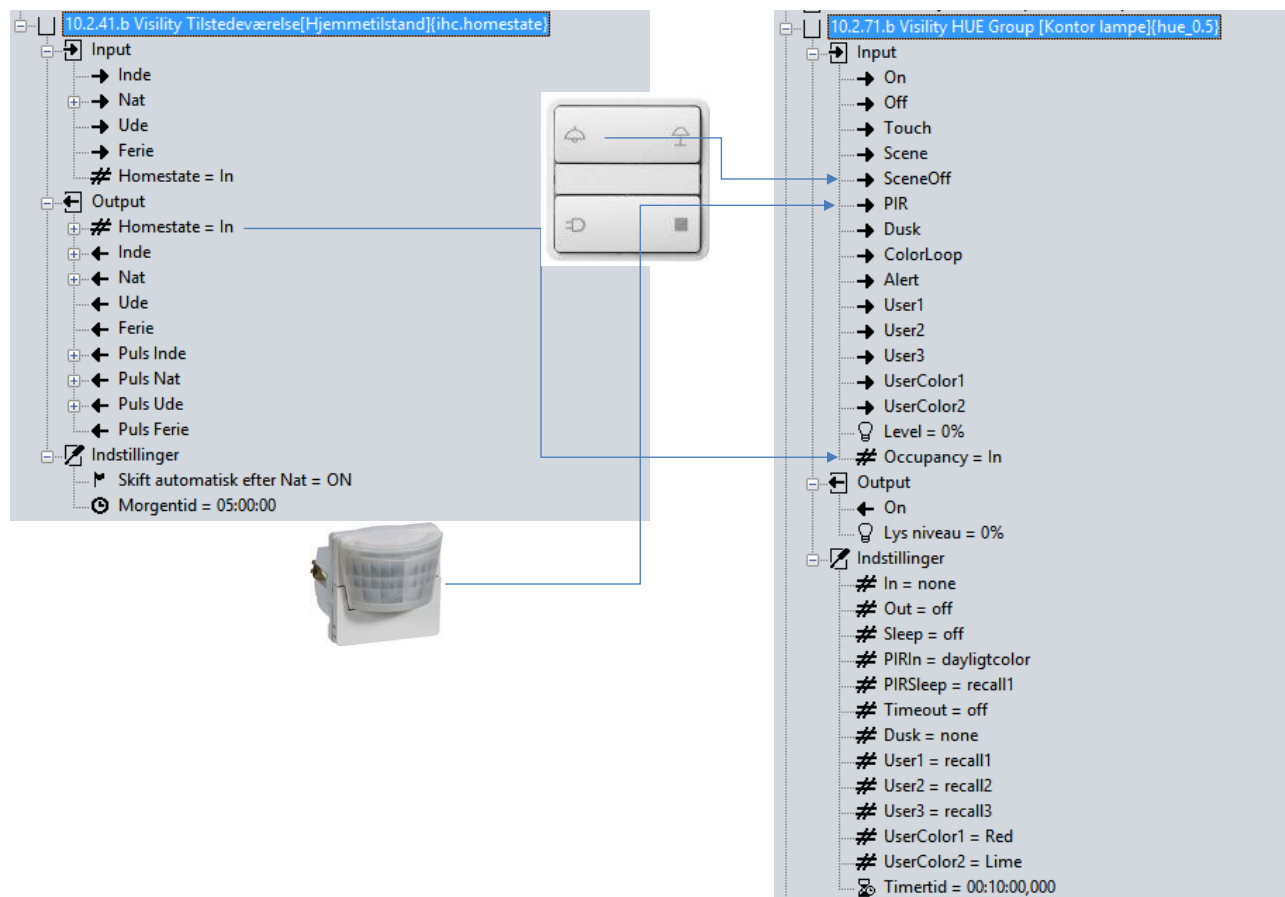 10.2.41.b Visility Tilstedeværelse[Hjemmetilstand]{ihc.homestate}
Input
Inde
Nat
Ude
Ferie
Homestate = In
Output
Homestate = In
Inde
Nat
Ude
Ferie
Puls Inde
Puls Nat
Puls Ude
Puls Ferie
Indstillinger
Skift automatisk efter Nat = ON
Morgentid = 05:00:00
10.2.71.b Visility HUE Group [Kontor lampe]{hue_0.5}
Input
On
Off
Touch
Scene
SceneOff
PIR
Dusk
ColorLoop
Alert
User1
User2
User3
UserColor1
UserColor2
Level = 0%
Occupancy = In
Output
On
Lys niveau = 0%
Indstillinger
In = none
Out = off
Sleep = off
PIRIn = dayligtcolor
PIRSleep = recall1
Timeout = off
Dusk = none
User1 = recall1
User2 = recall2
User3 = recall3
UserColor1 = Red
UserColor2 = Lime
Timertid = 00:10:00,000